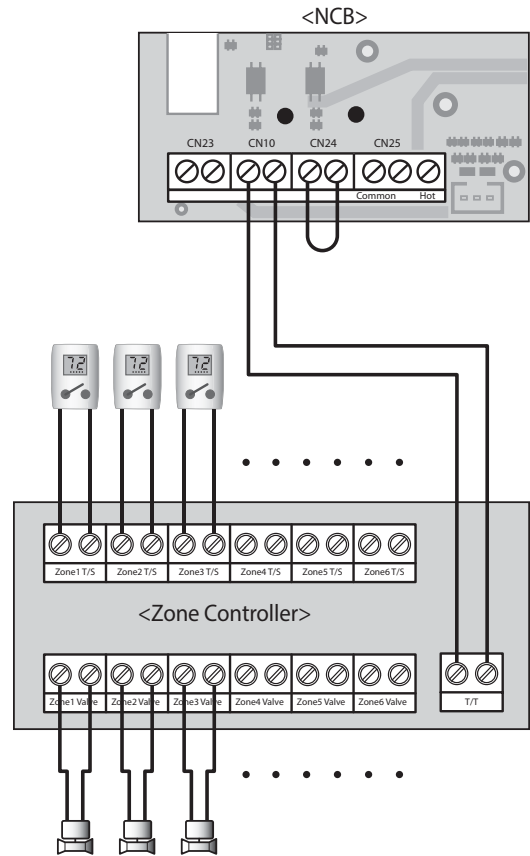 <NCB>
CN23 CN10 CN24 CN25
Common Hot
72 72 72
Zone1 T/S Zone2 T/S Zone3 T/S Zone4 T/S Zone5 T/S Zone6 T/S
<Zone Controller>
Zone1 Valve Zone2 Valve Zone3 Valve Zone4 Valve Zone5 Valve Zone6 Valve T/T